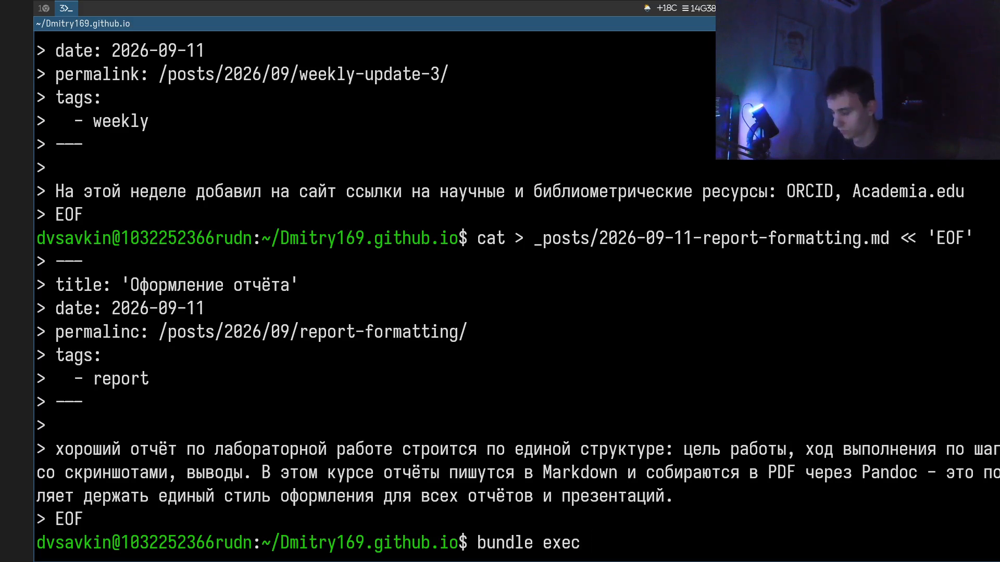 1
3>_
+18C
14G38
~/Dmitry169.github.io
> date: 2026-09-11
> permalink: /posts/2026/09/weekly-update-3/
> tags:
>   - weekly
> ---
>
> На этой неделе добавил на сайт ссылки на научные и библиометрические ресурсы: ORCID, Academia.edu
> EOF
dvsavkin@1032252366rudn:~/Dmitry169.github.io$ cat > _posts/2026-09-11-report-formatting.md << 'EOF'
> ---
> title: 'Оформление отчёта'
> date: 2026-09-11
> permalinc: /posts/2026/09/report-formatting/
> tags:
>   - report
> ---
>
> хороший отчёт по лабораторной работе строится по единой структуре: цель работы, ход выполнения по шаг
со скриншотами, выводы. В этом курсе отчёты пишутся в Markdown и собираются в PDF через Pandoc - это по
ляет держать единый стиль оформления для всех отчётов и презентаций.
> EOF
dvsavkin@1032252366rudn:~/Dmitry169.github.io$ bundle exec